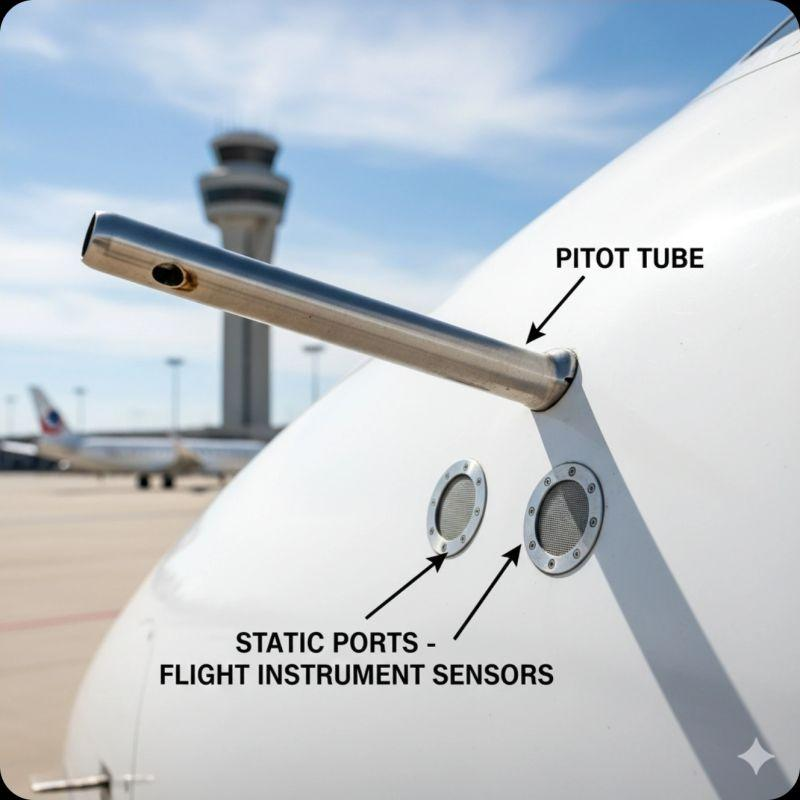 PITOT TUBE
STATIC PORTS -
FLIGHT INSTRUMENT SENSORS